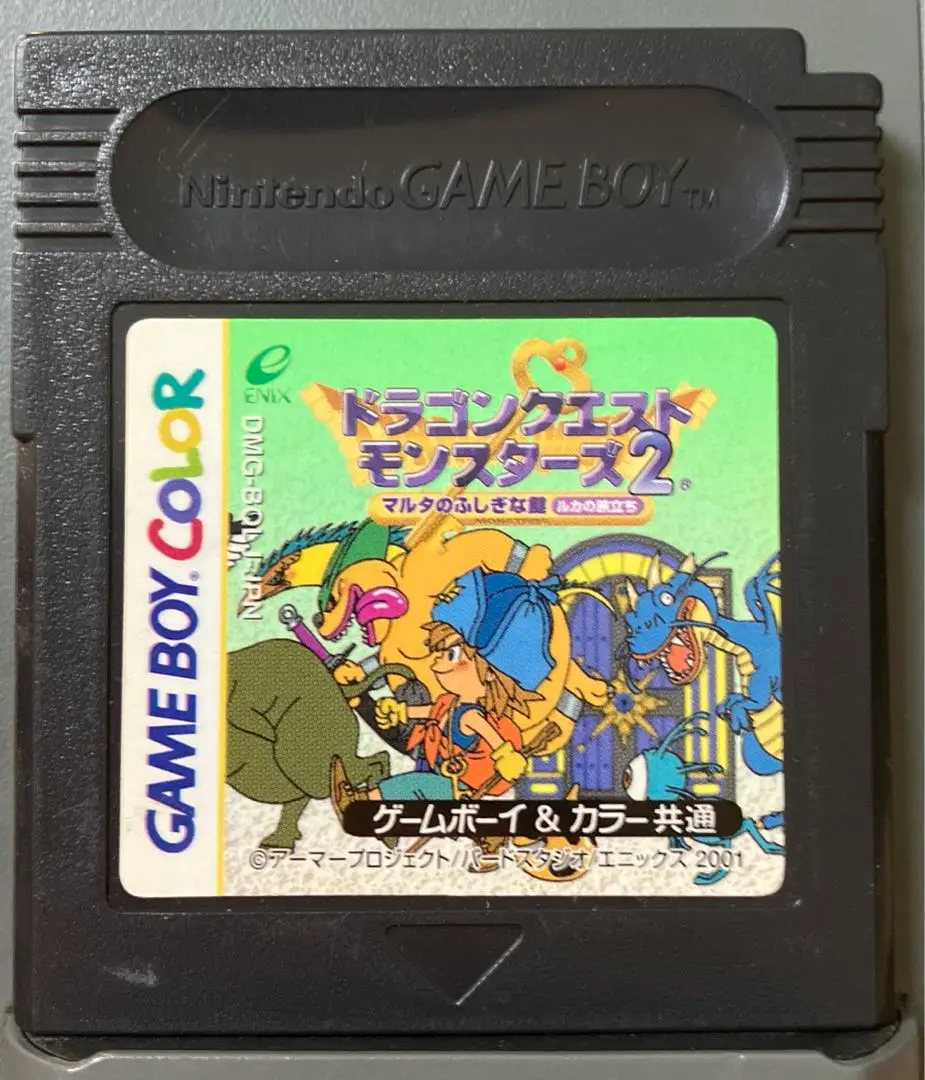 Nintendo GAME BOY TM
GAME BOY COLOR
ENIX
ドラゴンクエスト
モンスターズ2®
マルタのふしぎな鍵 ルカの旅立ち
ゲームボーイ & カラー共通
©アーマープロジェクト/バードスタジオ/エニックス 2001